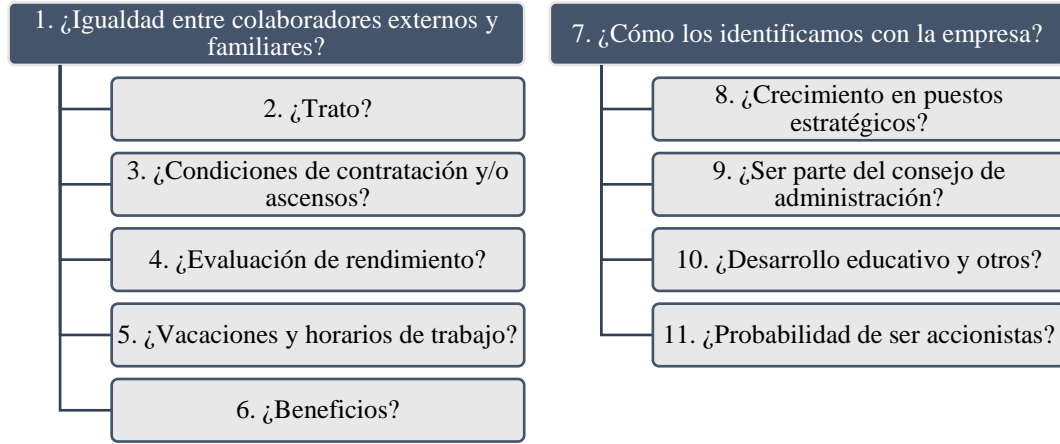 1. ¿Igualdad entre colaboradores externos y
familiares?
2. ¿Trato?
3. ¿Condiciones de contratación y/o
ascensos?
4. ¿Evaluación de rendimiento?
5. ¿Vacaciones y horarios de trabajo?
6. ¿Beneficios?
7. ¿Cómo los identificamos con la empresa?
8. ¿Crecimiento en puestos
estratégicos?
9. ¿Ser parte del consejo de
administración?
10. ¿Desarrollo educativo y otros?
11. ¿Probabilidad de ser accionistas?